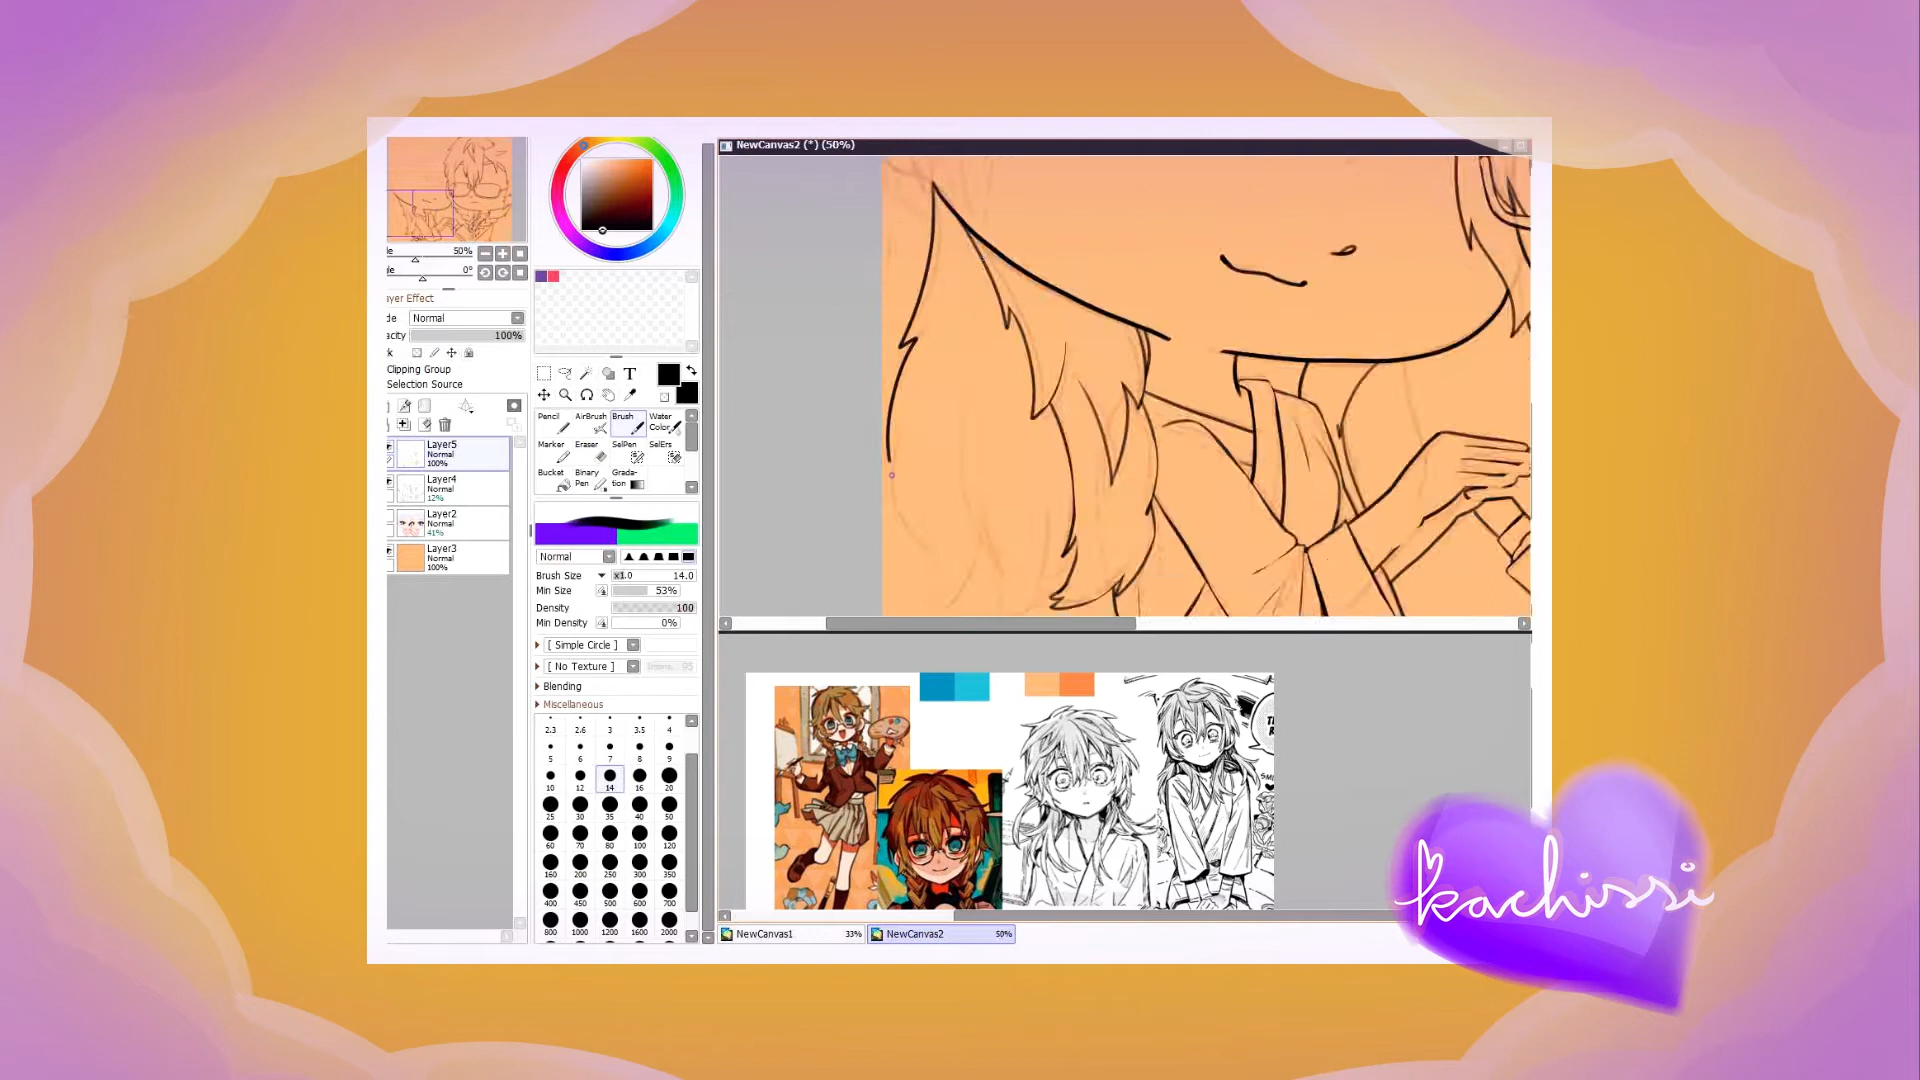 NewCanvas2 (*) (50%)
50%
0°
Normal
100%
Clipping Group
Selection Source
Layer5
Normal
100%
Layer4
Normal
12%
Layer2
Normal
41%
Layer3
Normal
100%
T
Pencil AirBrush Brush Water Color
Marker Eraser SelPen SelErs
Bucket Binary Pen Grada-tion
Normal
Brush Size x1.0 14.0
Min Size 53%
Density 100
Min Density 0%
[ Simple Circle ]
[ No Texture ] 95
Blending
Miscellaneous
2.3 2.6 3 3.5 4
5 6 7 8 9
10 12 14 16 20
25 30 35 40 50
60 70 80 100 120
160 200 250 300 350
400 450 500 600 700
800 1000 1200 1600 2000
NewCanvas1 33% NewCanvas2 50%
kachissi